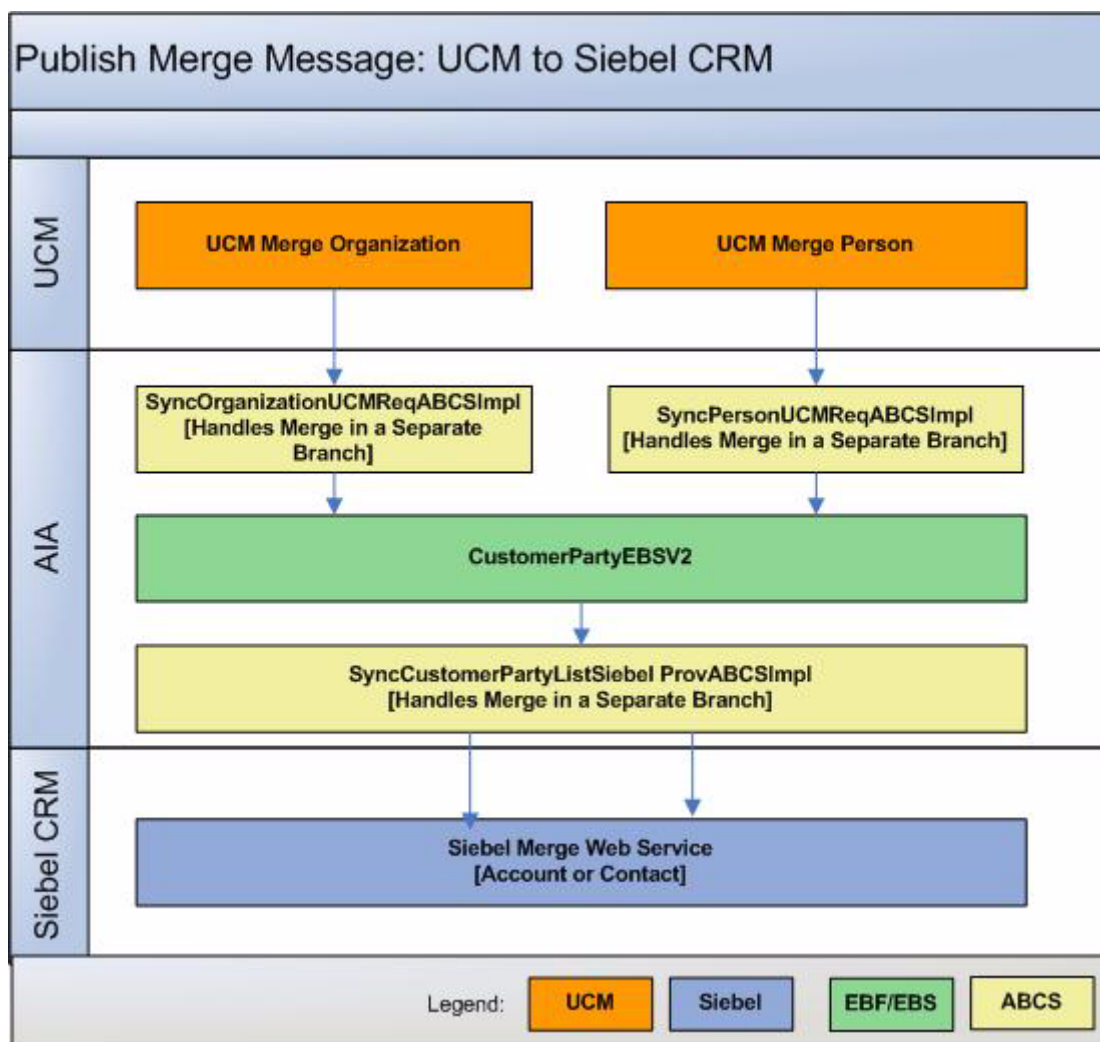 Publish Merge Message: UCM to Siebel CRM
UCM
UCM Merge Organization
UCM Merge Person
AIA
SyncOrganizationUCMReqABCSImpl
[Handles Merge in a Separate
Branch]
SyncPersonUCMReqABCSImpl
[Handles Merge in a Separate Branch]
CustomerPartyEBSV2
SyncCustomerPartyListSiebel ProvABCSImpl
[Handles Merge in a Separate Branch]
Siebel CRM
Siebel Merge Web Service
[Account or Contact]
Legend:
UCM
Siebel
EBF/EBS
ABCS